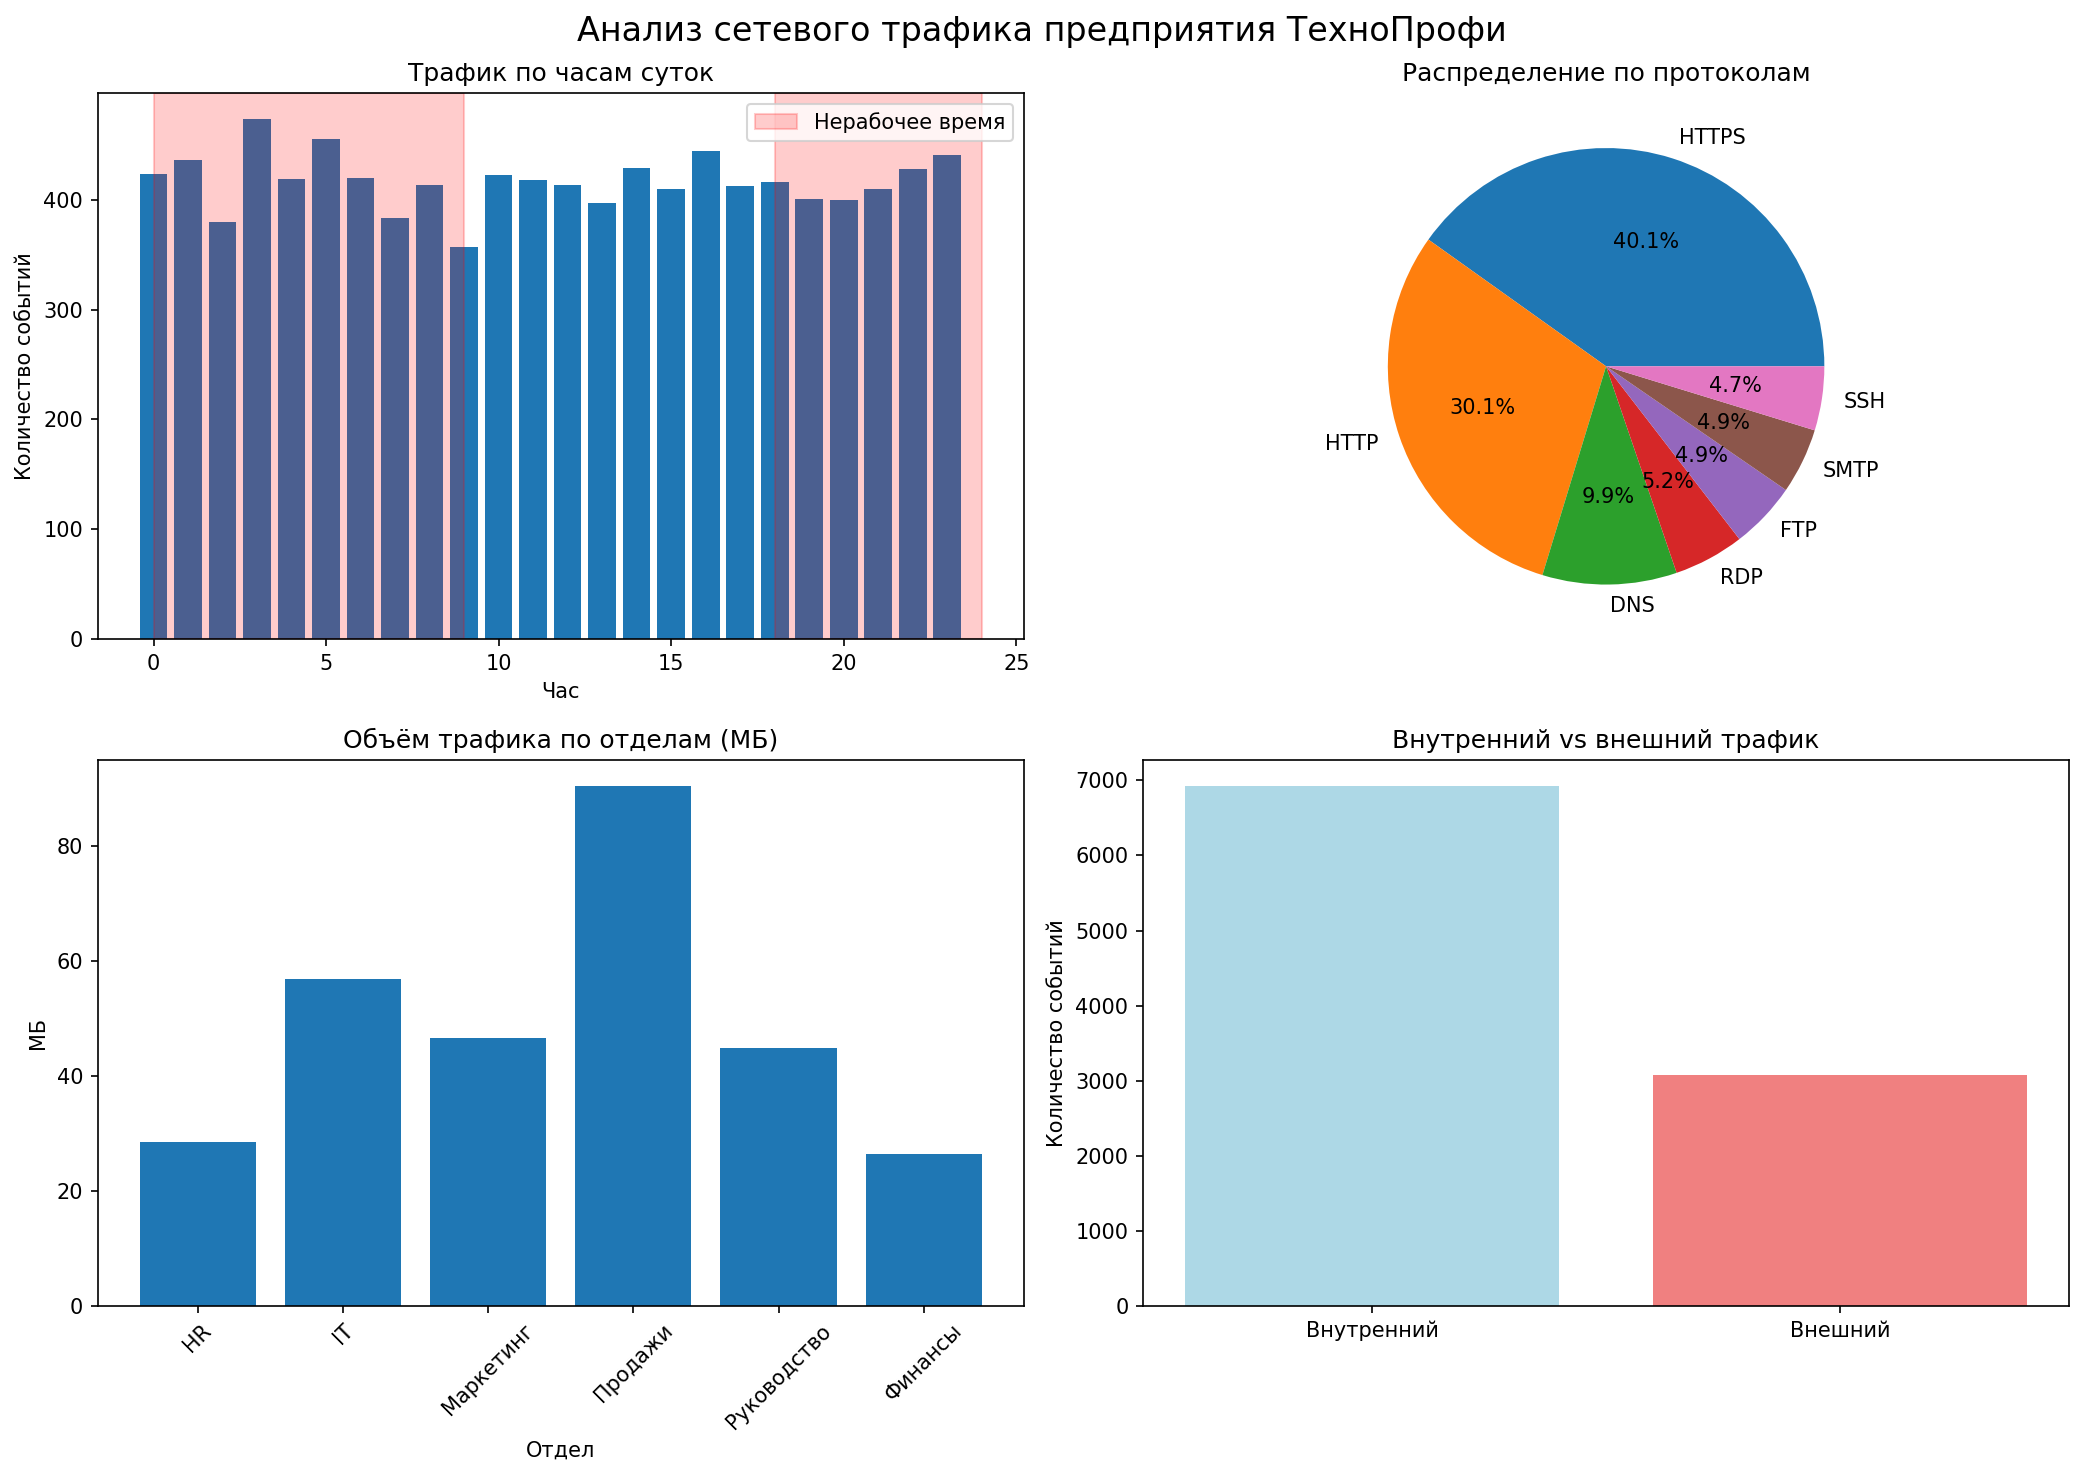 Анализ сетевого трафика предприятия ТехноПрофи
Трафик по часам суток
Нерабочее время
Количество событий
400
300
200
100
0
0 5 10 15 20 25
Час
Распределение по протоколам
HTTPS
40.1%
HTTP
30.1%
DNS
9.9%
RDP
5.2%
FTP
4.9%
SMTP
4.9%
SSH
4.7%
Объём трафика по отделам (МБ)
МБ
80
60
40
20
0
HR
IT
Маркетинг
Продажи
Руководство
Финансы
Отдел
Внутренний vs внешний трафик
Количество событий
7000
6000
5000
4000
3000
2000
1000
0
Внутренний
Внешний